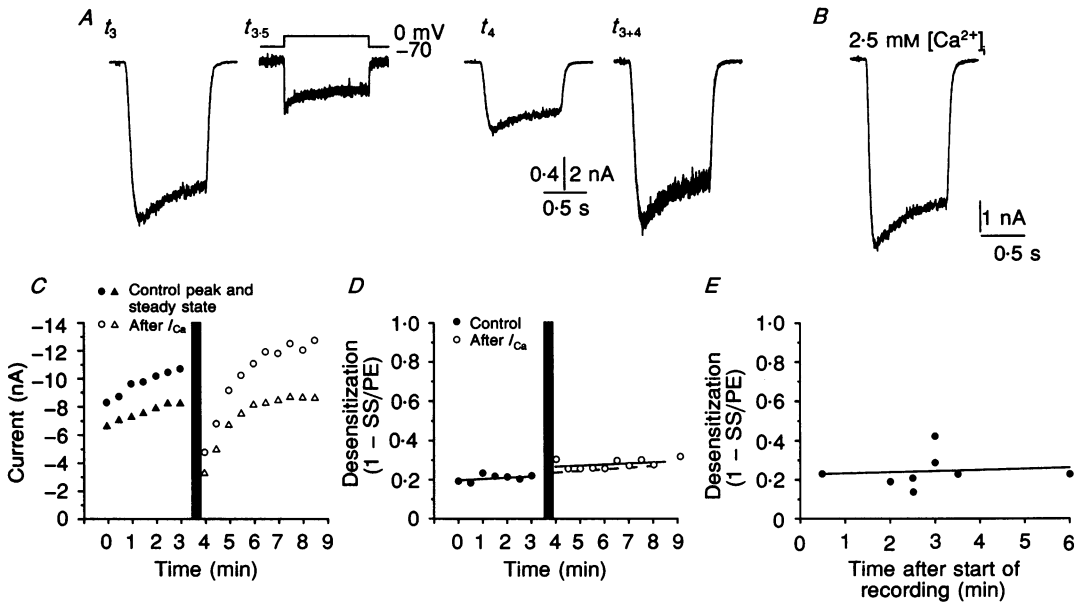 A
t3
t3·5
0 mV
−70
t4
t3+4
0·4 2 nA
0·5 s
B
2·5 mM [Ca2+]i
1 nA
0·5 s
C
Control peak and
steady state
After ICa
−14
−12
−10
−8
−6
−4
−2
0
Current (nA)
0 1 2 3 4 5 6 7 8 9
Time (min)
D
Control
After ICa
1·0
0·8
0·6
0·4
0·2
0
Desensitization
(1 − SS/PE)
0 1 2 3 4 5 6 7 8 9
Time (min)
E
1·0
0·8
0·6
0·4
0·2
0
Desensitization
(1 − SS/PE)
0 1 2 3 4 5 6
Time after start of
recording (min)